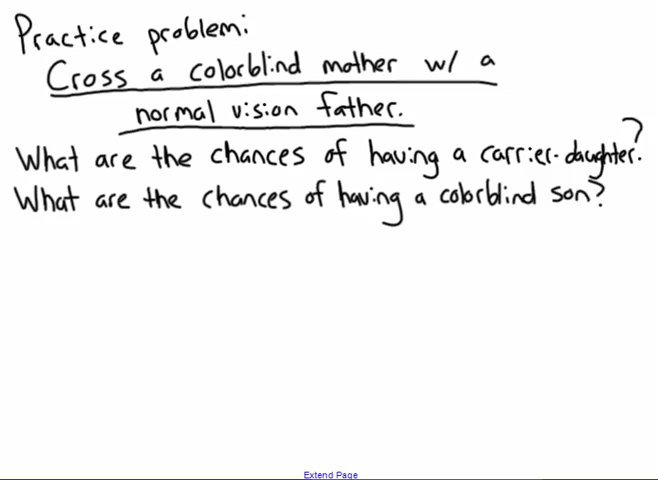 Practice problem:
Cross a colorblind mother w/ a
normal vision father.
What are the chances of having a carrier-daughter?
What are the chances of having a colorblind son?
Extend Page